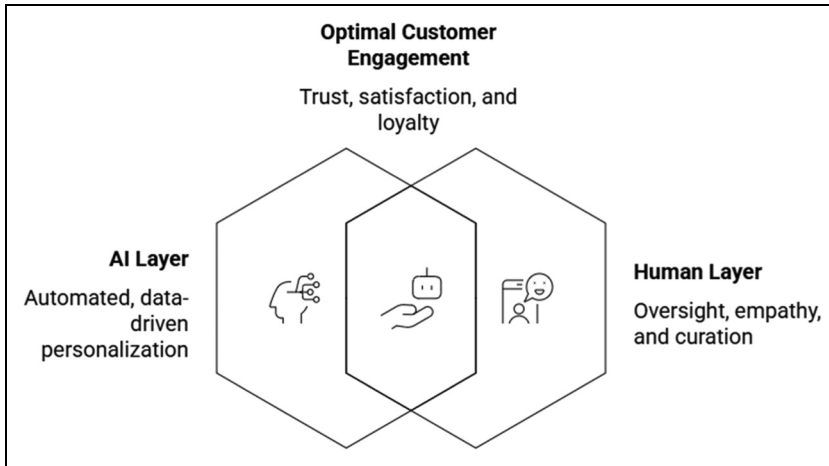 Optimal Customer
Engagement
Trust, satisfaction, and
loyalty
AI Layer
Automated, data-
driven
personalization
Human Layer
Oversight, empathy,
and curation